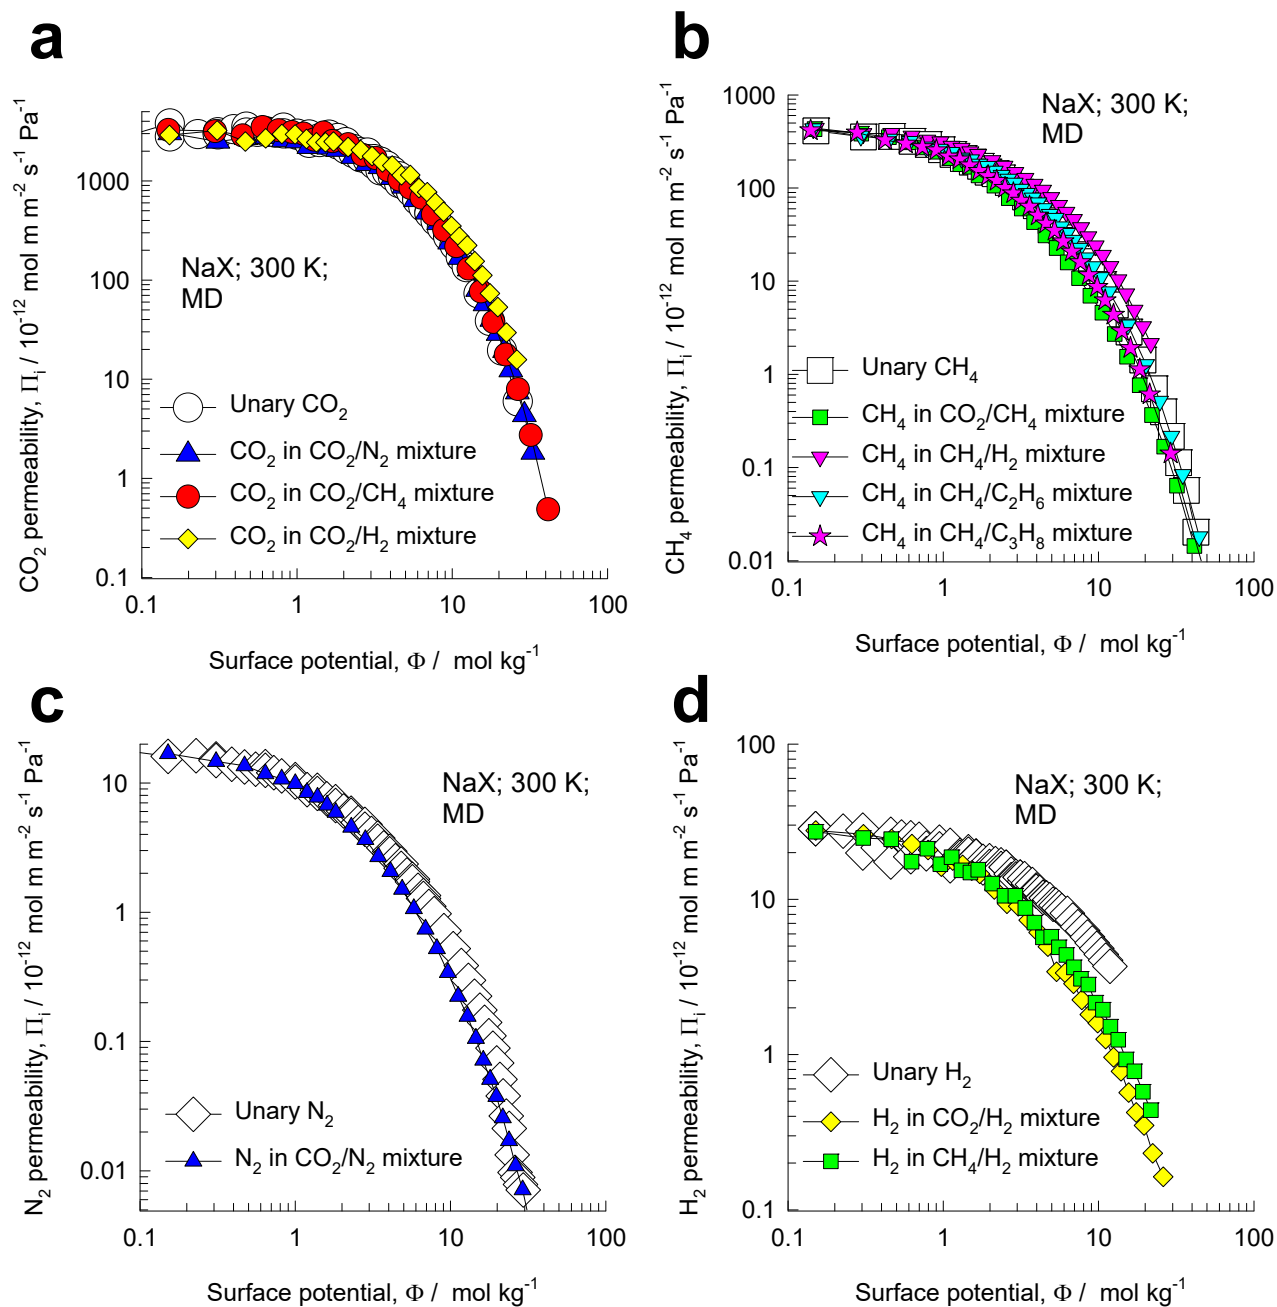 a
CO2 permeability, Πi / 10-12 mol m m-2 s-1 Pa-1
1000
100
10
1
0.1
0.1 1 10 100
NaX; 300 K;
MD
Unary CO2
CO2 in CO2/N2 mixture
CO2 in CO2/CH4 mixture
CO2 in CO2/H2 mixture
Surface potential, Φ / mol kg-1
b
CH4 permeability, Πi / 10-12 mol m m-2 s-1 Pa-1
1000
100
10
1
0.1
0.01
0.1 1 10 100
NaX; 300 K;
MD
Unary CH4
CH4 in CO2/CH4 mixture
CH4 in CH4/H2 mixture
CH4 in CH4/C2H6 mixture
CH4 in CH4/C3H8 mixture
Surface potential, Φ / mol kg-1
c
N2 permeability, Πi / 10-12 mol m m-2 s-1 Pa-1
10
1
0.1
0.01
0.1 1 10 100
NaX; 300 K;
MD
Unary N2
N2 in CO2/N2 mixture
Surface potential, Φ / mol kg-1
d
H2 permeability, Πi / 10-12 mol m m-2 s-1 Pa-1
100
10
1
0.1
0.1 1 10 100
NaX; 300 K;
MD
Unary H2
H2 in CO2/H2 mixture
H2 in CH4/H2 mixture
Surface potential, Φ / mol kg-1